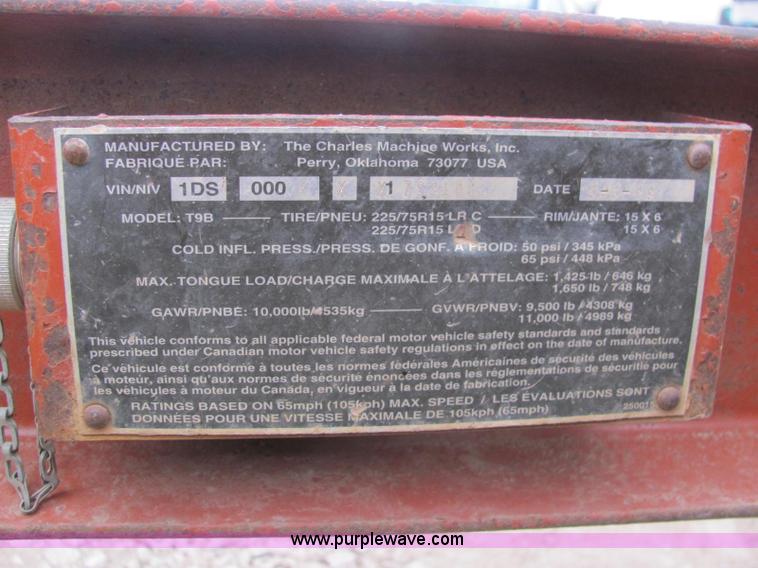 MANUFACTURED BY: The Charles Machine Works, Inc.
FABRIQUÉ PAR: Perry, Oklahoma 73077 USA
VIN/NIV 1DS 000 1 DATE
MODEL: T9B TIRE/PNEU: 225/75R15 LR C RIM/JANTE: 15 X 6
225/75R15 D 15 X 6
COLD INFL. PRESS./PRESS. DE GONF. A FROID: 50 psi / 345 kPa
65 psi / 448 kPa
MAX. TONGUE LOAD/CHARGE MAXIMALE À L'ATTELAGE: 1,425 lb / 646 kg
1,650 lb / 748 kg
GAWR/PNBE: 10,000lb/4535kg GVWR/PNBV: 9,500 lb / 4308 kg
11,000 lb / 4989 kg
This vehicle conforms to all applicable federal motor vehicle safety standards and standards
prescribed under Canadian motor vehicle safety regulations in effect on the date of manufacture.
Ce véhicule est conforme à toutes les normes fédérales Américaines de sécurité des véhicules
à moteur, ainsi qu'aux normes de sécurité énoncées dans les réglementations de sécurité pour
les véhicules à moteur du Canada, en vigueur à la date de fabrication.
RATINGS BASED ON 65mph (105kph) MAX. SPEED / LES ÉVALUATIONS SONT
DONNÉES POUR UNE VITESSE MAXIMALE DE 105kph (65mph)
www.purplewave.com